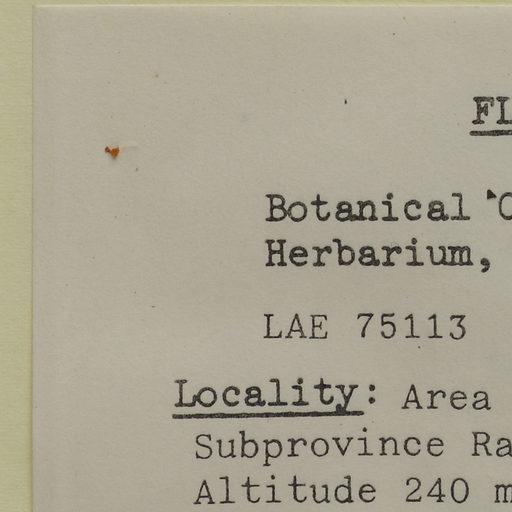 FL
Botanical
Herbarium,
LAE 75113
Locality: Area
Subprovince Ra
Altitude 240 m